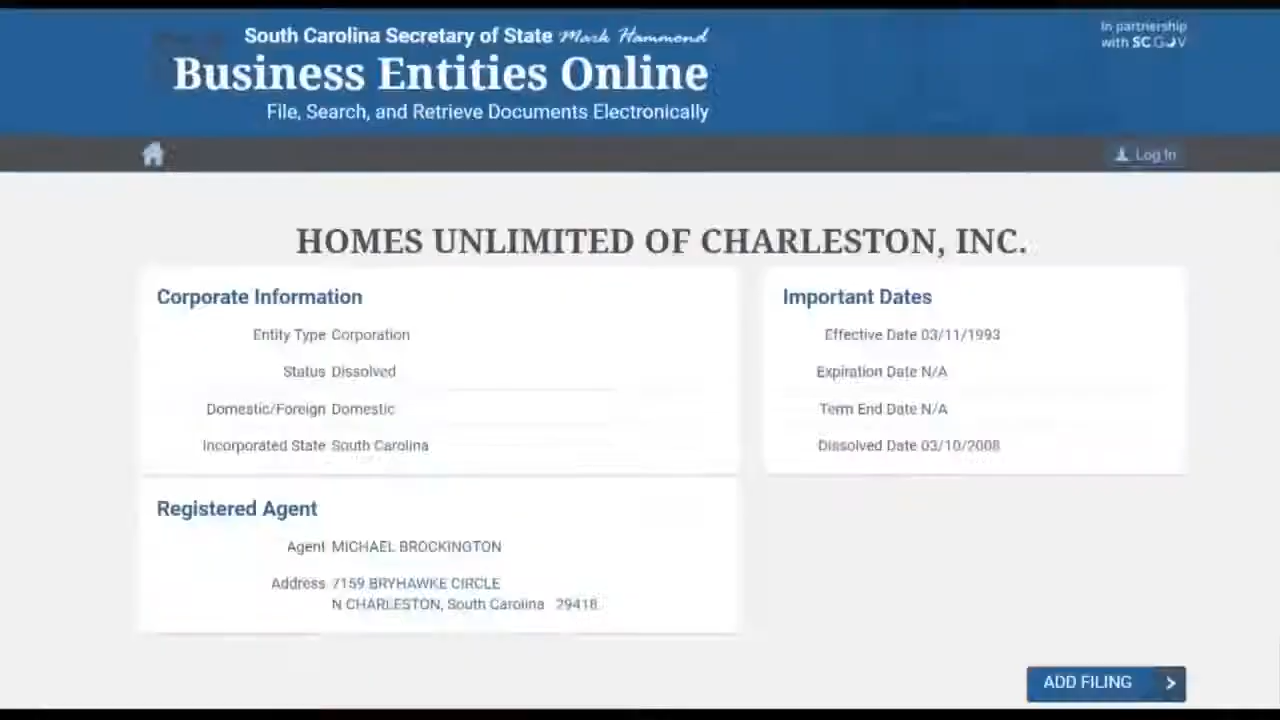 South Carolina Secretary of State Mark Hammond
Business Entities Online
File, Search, and Retrieve Documents Electronically
In partnership
with SC.GOV
Log In
HOMES UNLIMITED OF CHARLESTON, INC.
Corporate Information
Entity Type Corporation
Status Dissolved
Domestic/Foreign Domestic
Incorporated State South Carolina
Important Dates
Effective Date 03/11/1993
Expiration Date N/A
Term End Date N/A
Dissolved Date 03/10/2008
Registered Agent
Agent MICHAEL BROCKINGTON
Address 7159 BRYHAWKE CIRCLE
N CHARLESTON, South Carolina 29418
ADD FILING